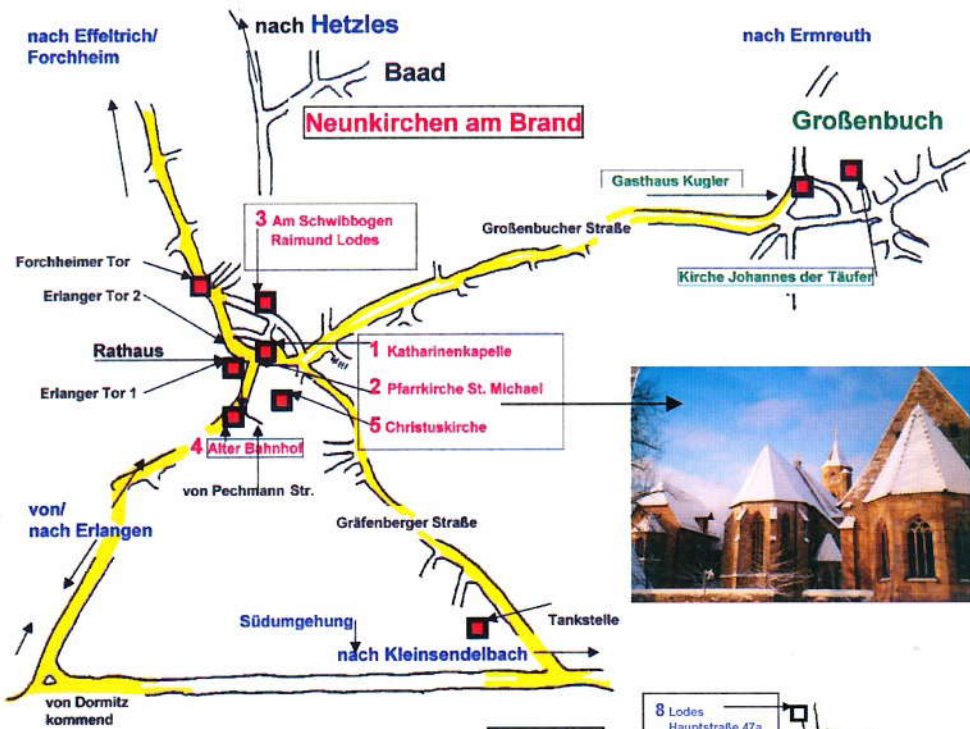 nach Effeltrich/
Forchheim
nach Hetzles
Baad
nach Ermreuth
Neunkirchen am Brand
Großenbuch
Gasthaus Kugler
3 Am Schwibbogen
Raimund Lodes
Großenbucher Straße
Forchheimer Tor
Kirche Johannes der Täufer
Erlanger Tor 2
Rathaus
1 Katharinenkapelle
Erlanger Tor 1
2 Pfarrkirche St. Michael
5 Christuskirche
4 Alter Bahnhof
von Pechmann Str.
von/
nach Erlangen
Gräfenberger Straße
Südumgehung
Tankstelle
nach Kleinsendelbach
von Dormitz
kommend
8 Lodes
Hauptstraße 47a